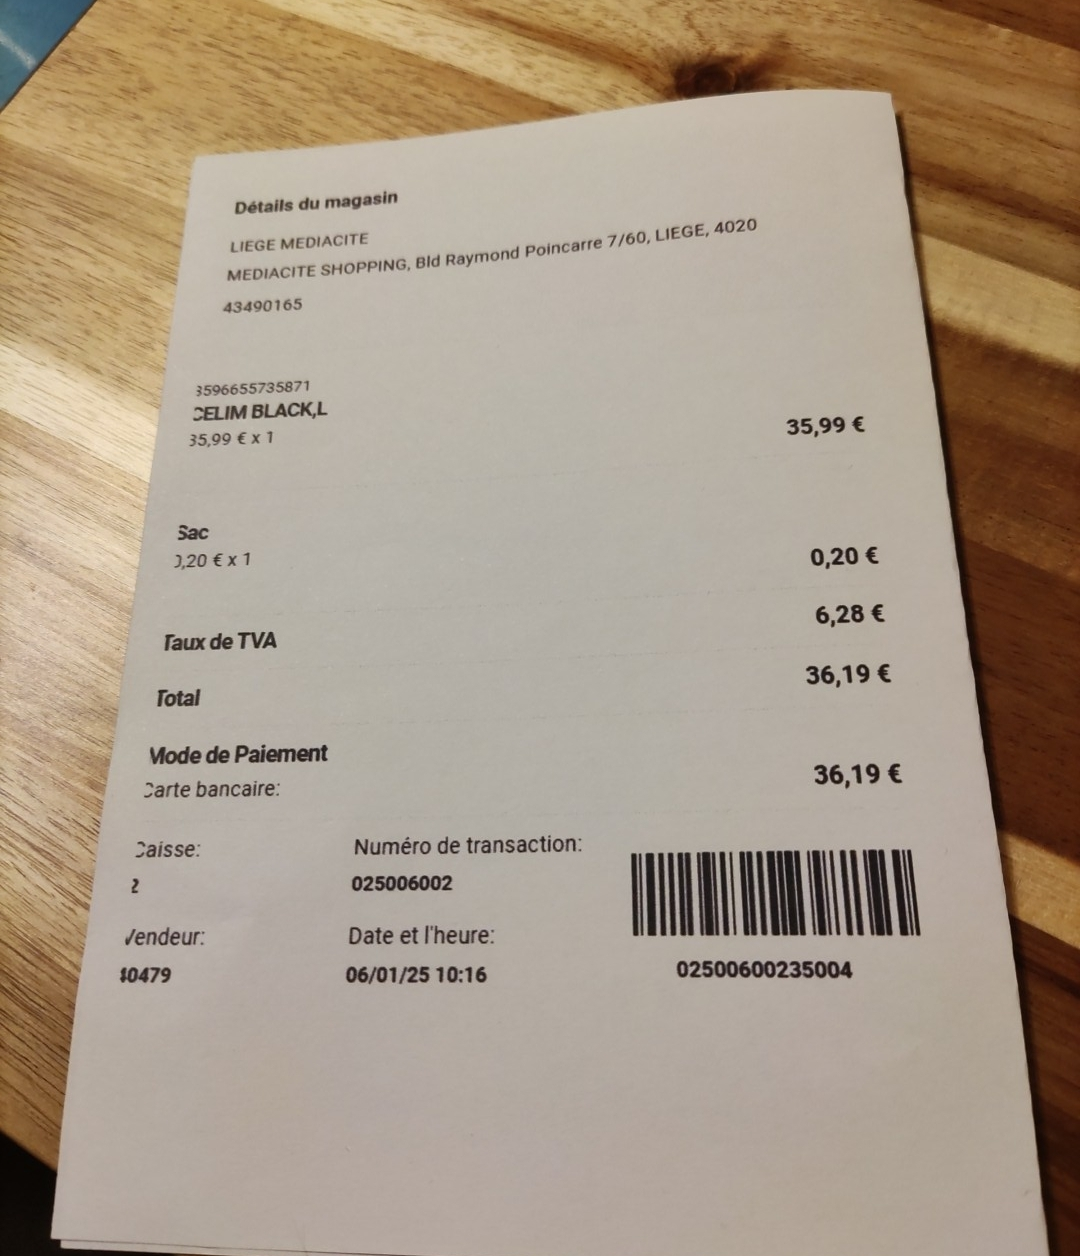 Détails du magasin
LIEGE MEDIACITE
MEDIACITE SHOPPING, Bld Raymond Poincarre 7/60, LIEGE, 4020
43490165
3596655735871
CELIM BLACK,L
35,99 € x 1 35,99 €
Sac
0,20 € x 1 0,20 €
Taux de TVA 6,28 €
Total 36,19 €
Mode de Paiement
Carte bancaire: 36,19 €
Caisse: Numéro de transaction:
2 025006002
Vendeur: Date et l'heure:
06/01/25 10:16 02500600235004